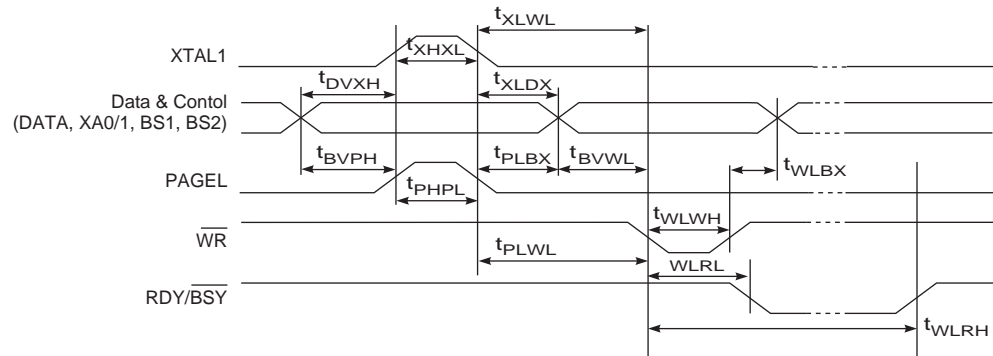 tXLWL
XTAL1
tXHXL
tDVXH
tXLDX
Data & Contol
(DATA, XA0/1, BS1, BS2)
tBVPH
tPLBX
tBVWL
tWLBX
PAGEL
tPHPL
tWLWH
WR
tPLWL
WLRL
RDY/BSY
tWLRH